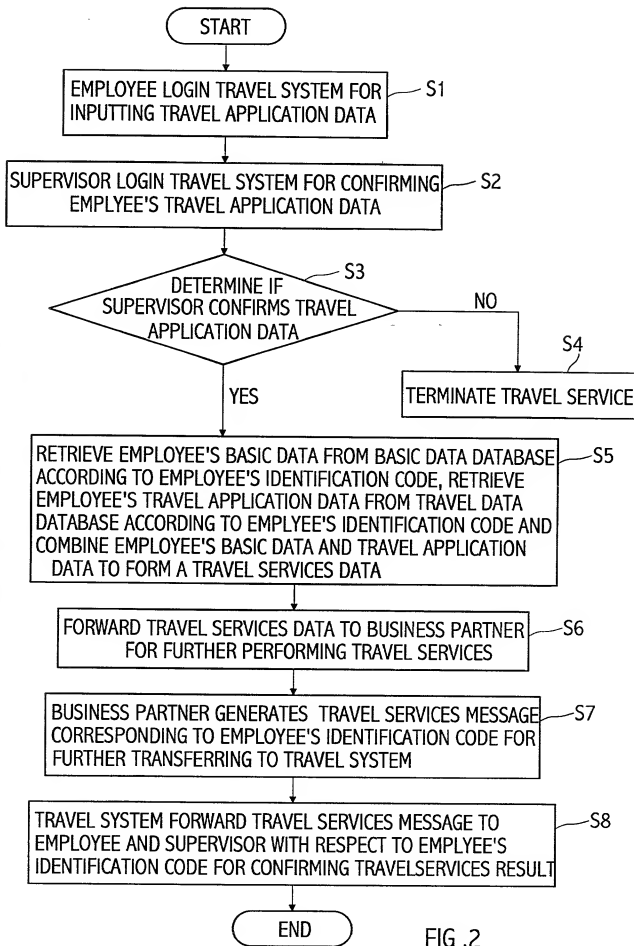 START
EMPLOYEE LOGIN TRAVEL SYSTEM FOR
INPUTTING TRAVEL APPLICATION DATA
S1
SUPERVISOR LOGIN TRAVEL SYSTEM FOR CONFIRMING
EMPLYEE'S TRAVEL APPLICATION DATA
S2
S3
DETERMINE IF
SUPERVISOR CONFIRMS TRAVEL
APPLICATION DATA
NO
S4
TERMINATE TRAVEL SERVICE
YES
RETRIEVE EMPLOYEE'S BASIC DATA FROM BASIC DATA DATABASE
ACCORDING TO EMPLOYEE'S IDENTIFICATION CODE, RETRIEVE
EMPLOYEE'S TRAVEL APPLICATION DATA FROM TRAVEL DATA
DATABASE ACCORDING TO EMPLYEE'S IDENTIFICATION CODE AND
COMBINE EMPLOYEE'S BASIC DATA AND TRAVEL APPLICATION
DATA TO FORM A TRAVEL SERVICES DATA
S5
FORWARD TRAVEL SERVICES DATA TO BUSINESS PARTNER
FOR FURTHER PERFORMING TRAVEL SERVICES
S6
BUSINESS PARTNER GENERATES TRAVEL SERVICES MESSAGE
CORRESPONDING TO EMPLOYEE'S IDENTIFICATION CODE FOR
FURTHER TRANSFERRING TO TRAVEL SYSTEM
S7
TRAVEL SYSTEM FORWARD TRAVEL SERVICES MESSAGE TO
EMPLOYEE AND SUPERVISOR WITH RESPECT TO EMPLYEE'S
IDENTIFICATION CODE FOR CONFIRMING TRAVELSERVICES RESULT
S8
END
FIG .2